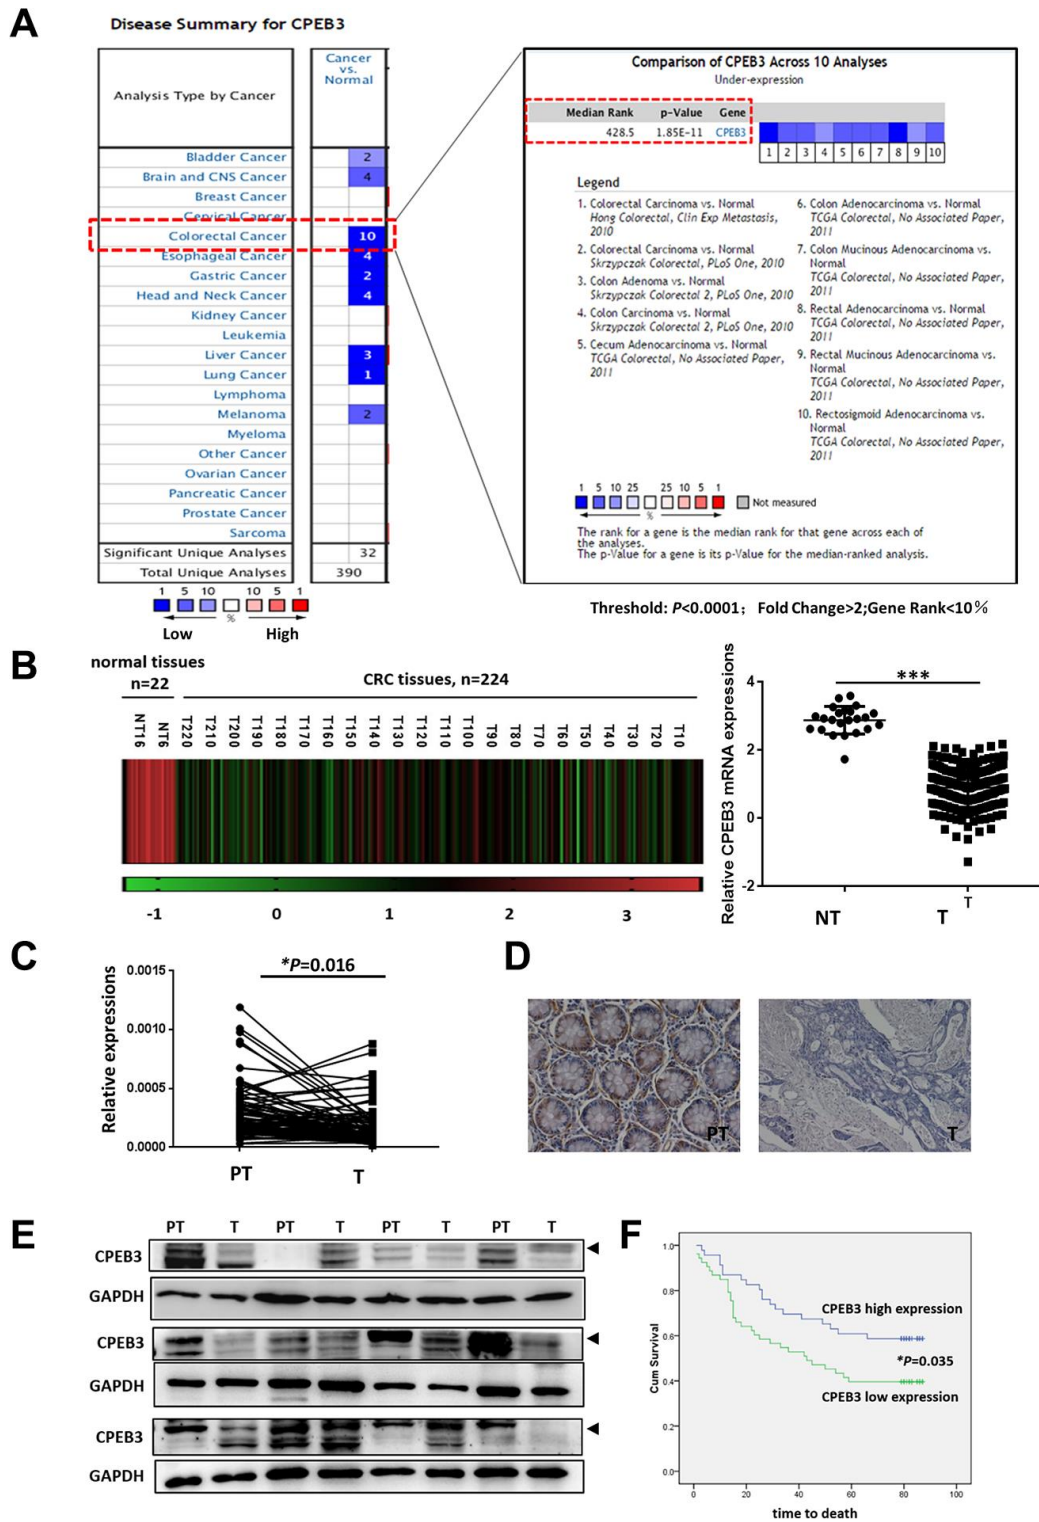 A
Disease Summary for CPEB3
Analysis Type by Cancer
Cancer
vs.
Normal
Bladder Cancer 2
Brain and CNS Cancer 4
Breast Cancer
Cervical Cancer
Colorectal Cancer 10
Esophageal Cancer 4
Gastric Cancer 2
Head and Neck Cancer 4
Kidney Cancer
Leukemia
Liver Cancer 3
Lung Cancer 1
Lymphoma
Melanoma 2
Myeloma
Other Cancer
Ovarian Cancer
Pancreatic Cancer
Prostate Cancer
Sarcoma
Significant Unique Analyses 32
Total Unique Analyses 390
1 5 10 10 5 1
%
Low High
Comparison of CPEB3 Across 10 Analyses
Under-expression
Median Rank p-Value Gene
428.5 1.85E-11 CPEB3
1 2 3 4 5 6 7 8 9 10
Legend
1. Colorectal Carcinoma vs. Normal
Hong Colorectal, Clin Exp Metastasis,
2010
2. Colorectal Carcinoma vs. Normal
Skrzypczak Colorectal, PLoS One, 2010
3. Colon Adenoma vs. Normal
Skrzypczak Colorectal 2, PLoS One, 2010
4. Colon Carcinoma vs. Normal
Skrzypczak Colorectal 2, PLoS One, 2010
5. Cecum Adenocarcinoma vs. Normal
TCGA Colorectal, No Associated Paper,
2011
6. Colon Adenocarcinoma vs. Normal
TCGA Colorectal, No Associated Paper,
2011
7. Colon Mucinous Adenocarcinoma vs.
Normal
TCGA Colorectal, No Associated Paper,
2011
8. Rectal Adenocarcinoma vs. Normal
TCGA Colorectal, No Associated Paper,
2011
9. Rectal Mucinous Adenocarcinoma vs.
Normal
TCGA Colorectal, No Associated Paper,
2011
10. Rectosigmoid Adenocarcinoma vs.
Normal
TCGA Colorectal, No Associated Paper,
2011
1 5 10 25 25 10 5 1
%
Not measured
The rank for a gene is the median rank for that gene across each of
the analyses.
The p-Value for a gene is its p-Value for the median-ranked analysis.
Threshold: P<0.0001; Fold Change>2;Gene Rank<10%
B
normal tissues
n=22
CRC tissues, n=224
NT16 NT6 T220 T210 T200 T190 T180 T170 T160 T150 T140 T130 T120 T110 T100 T90 T80 T70 T60 T50 T40 T30 T20 T10
-1 0 1 2 3
Relative CPEB3 mRNA expressions
4
2
0
-2
***
NT T
T
C
Relative expressions
0.0015
0.0010
0.0005
0.0000
*P=0.016
PT T
D
PT
T
E
PT T PT T PT T PT T
CPEB3
GAPDH
CPEB3
GAPDH
CPEB3
GAPDH
F
Cum Survival
1.0
0.8
0.6
0.4
0.2
0.0
CPEB3 high expression
*P=0.035
CPEB3 low expression
0 20 40 60 80 100
time to death